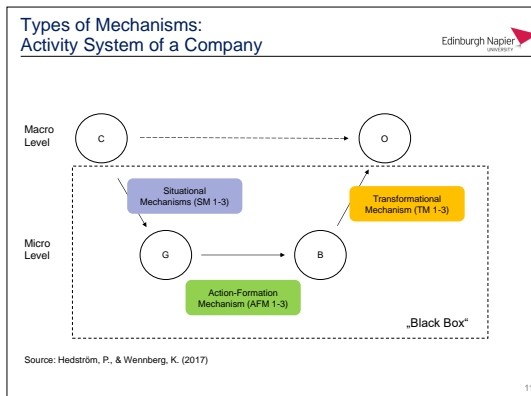 Types of Mechanisms:
Activity System of a Company
Edinburgh Napier
UNIVERSITY
Macro
Level
C
O
Situational
Mechanisms (SM 1-3)
Transformational
Mechanism (TM 1-3)
Micro
Level
G
B
Action-Formation
Mechanism (AFM 1-3)
„Black Box“
Source: Hedström, P., & Wennberg, K. (2017)